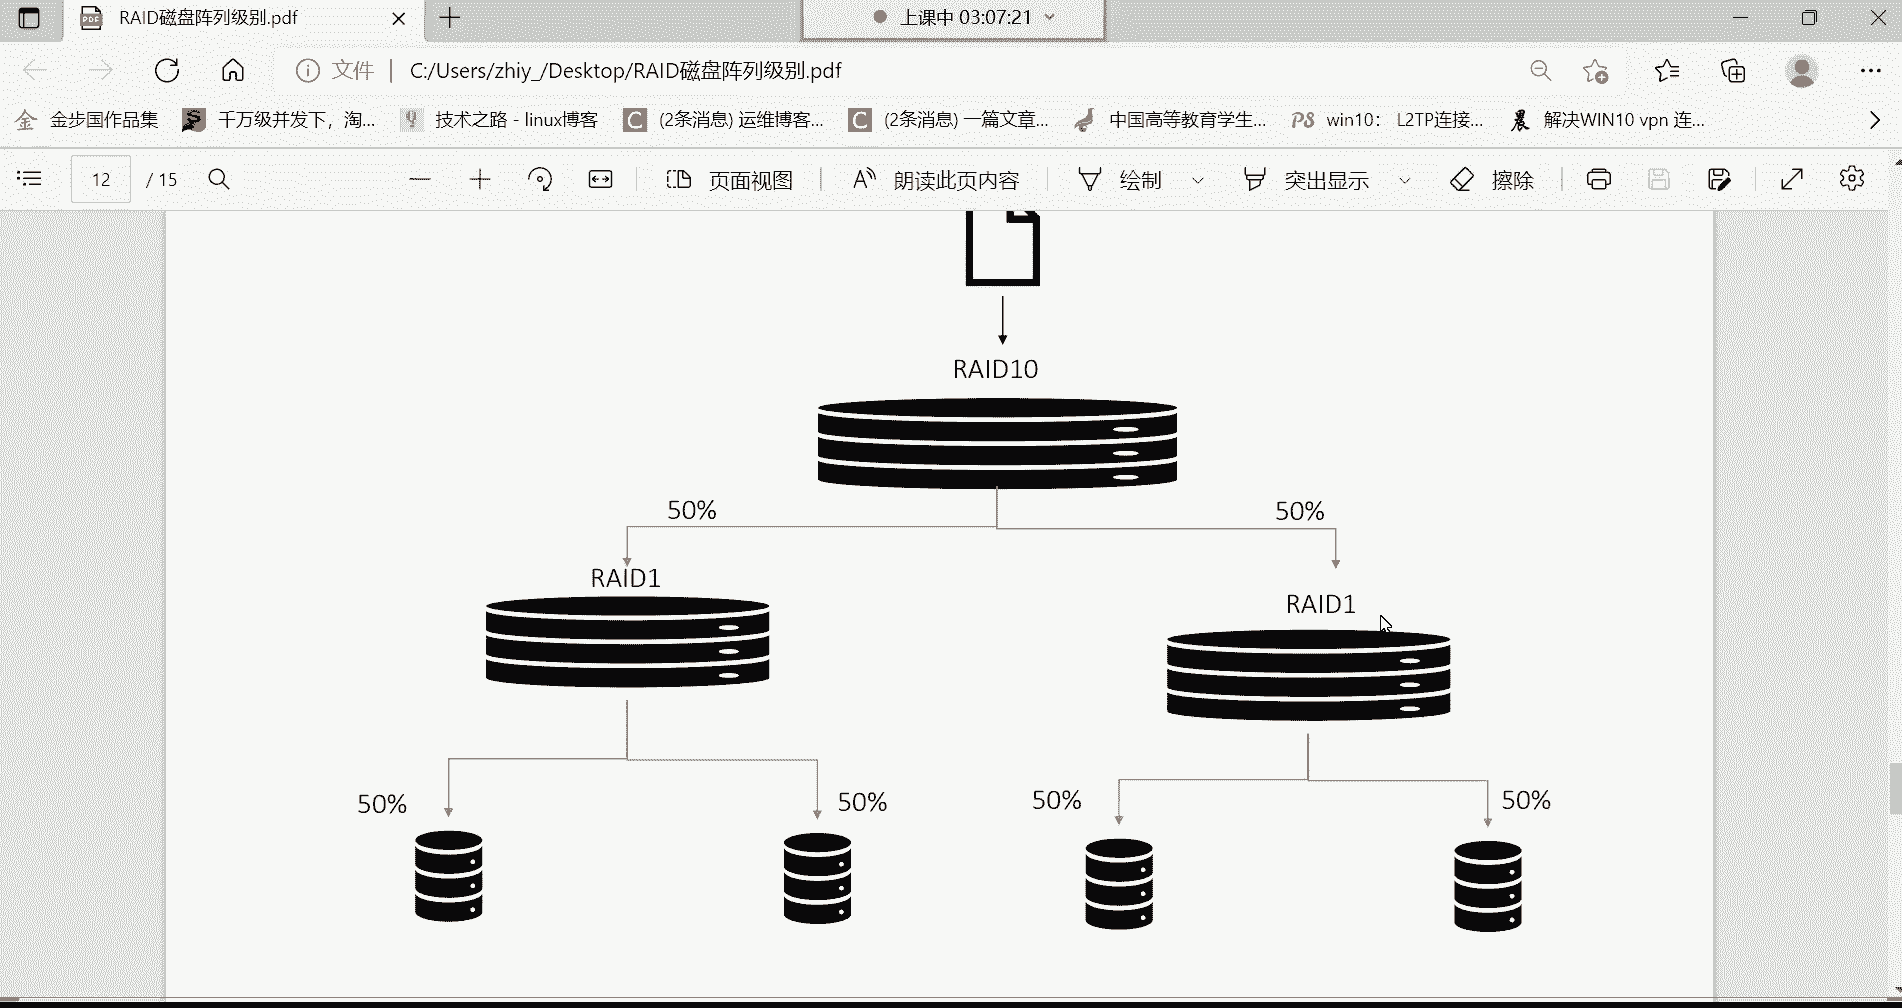 RAID磁盘阵列级别.pdf
上课中 03:07:21
文件 | C:/Users/zhiy_/Desktop/RAID磁盘阵列级别.pdf
金步国作品集 千万级并发下，淘... 技术之路 - linux博客 (2条消息) 运维博客... (2条消息) 一篇文章... 中国高等教育学生... win10： L2TP连接... 解决WIN10 vpn 连...
12 / 15 页面视图 朗读此页内容 绘制 突出显示 擦除
RAID10
50% 50%
RAID1
RAID1
50% 50% 50% 50%